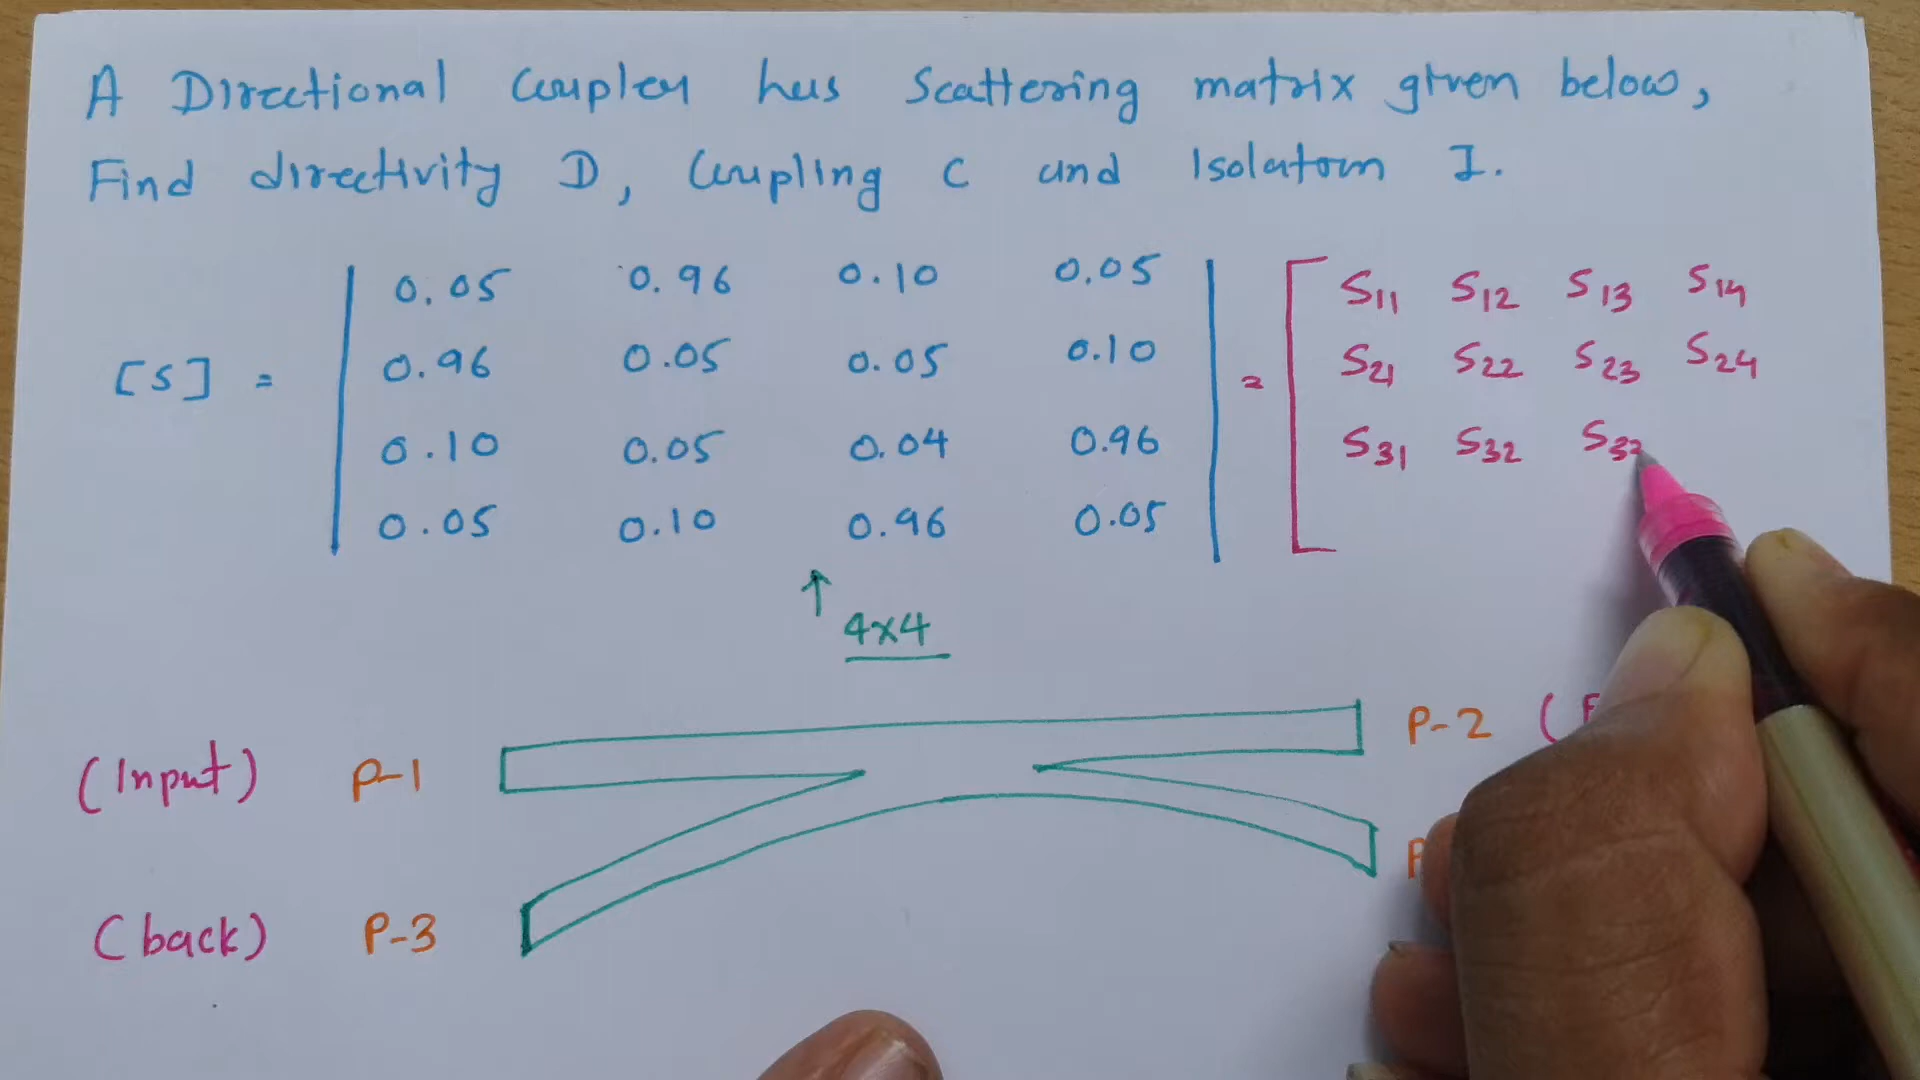 A Directional Coupler has Scattering matrix given below,
Find directivity D, Coupling C and Isolatoin I.
[S] = 0.05 0.96 0.10 0.05 = S11 S12 S13 S14
0.96 0.05 0.05 0.10 S21 S22 S23 S24
0.10 0.05 0.04 0.96 S31 S32 S33
0.05 0.10 0.96 0.05
↑ 4x4
(Input) P-1 P-2 (
(back) P-3 P